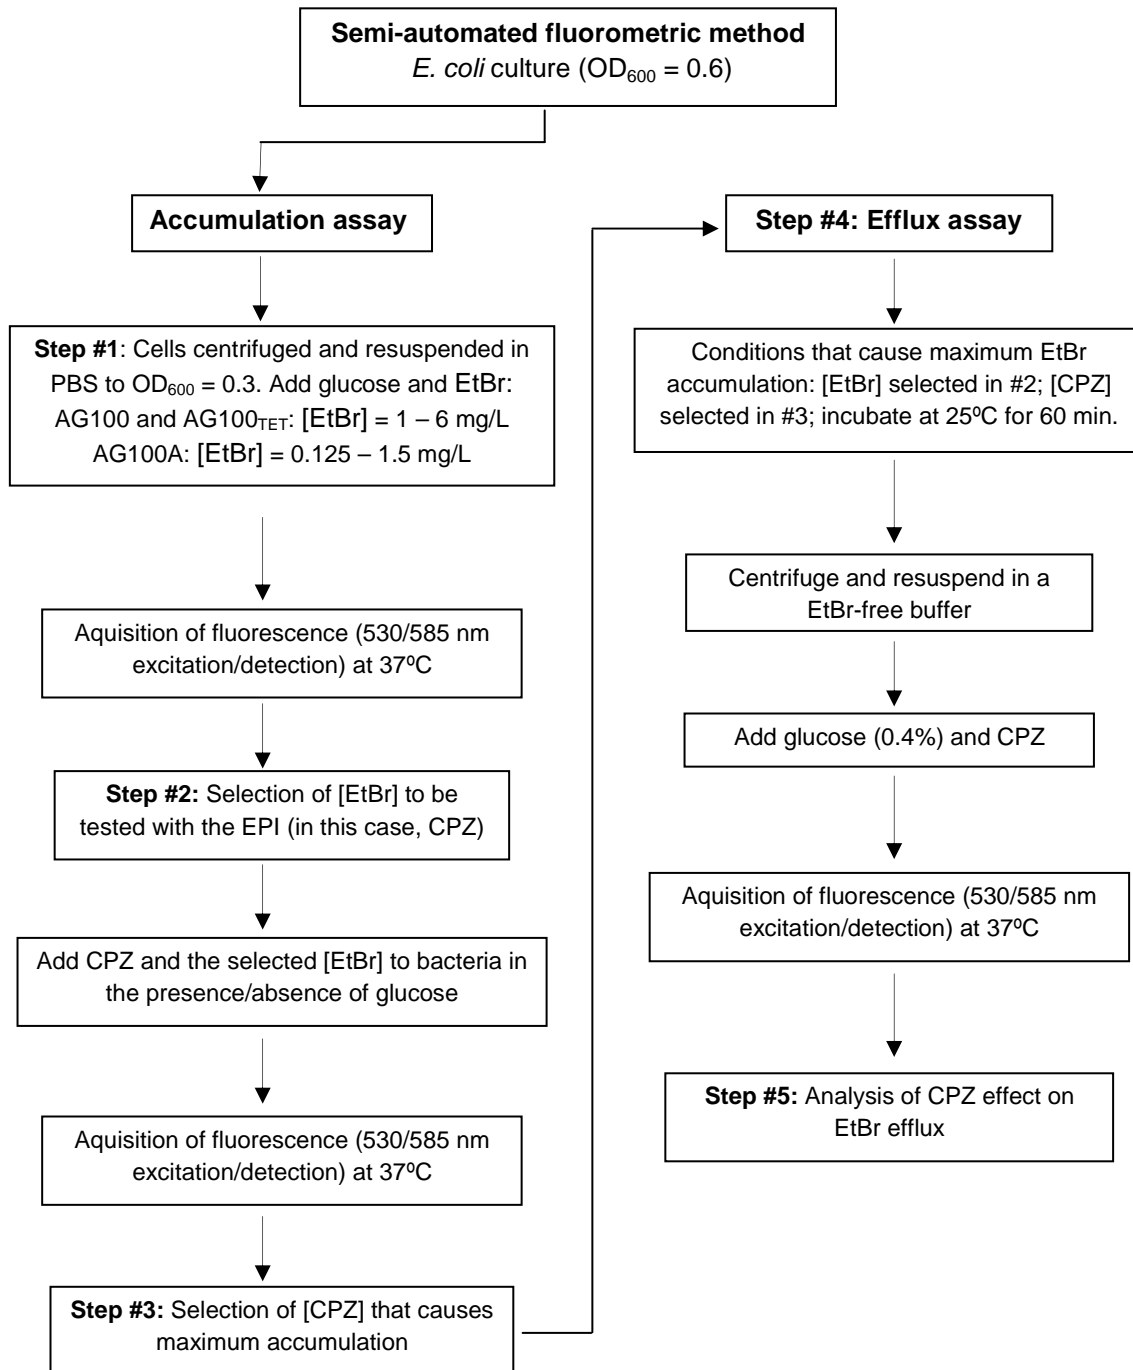 Semi-automated fluorometric method
E. coli culture (OD600 = 0.6)
Accumulation assay
Step #1: Cells centrifuged and resuspended in
PBS to OD600 = 0.3. Add glucose and EtBr:
AG100 and AG100TET: [EtBr] = 1 – 6 mg/L
AG100A: [EtBr] = 0.125 – 1.5 mg/L
Aquisition of fluorescence (530/585 nm
excitation/detection) at 37ºC
Step #2: Selection of [EtBr] to be
tested with the EPI (in this case, CPZ)
Add CPZ and the selected [EtBr] to bacteria in
the presence/absence of glucose
Aquisition of fluorescence (530/585 nm
excitation/detection) at 37ºC
Step #3: Selection of [CPZ] that causes
maximum accumulation
Step #4: Efflux assay
Conditions that cause maximum EtBr
accumulation: [EtBr] selected in #2; [CPZ]
selected in #3; incubate at 25ºC for 60 min.
Centrifuge and resuspend in a
EtBr-free buffer
Add glucose (0.4%) and CPZ
Aquisition of fluorescence (530/585 nm
excitation/detection) at 37ºC
Step #5: Analysis of CPZ effect on
EtBr efflux